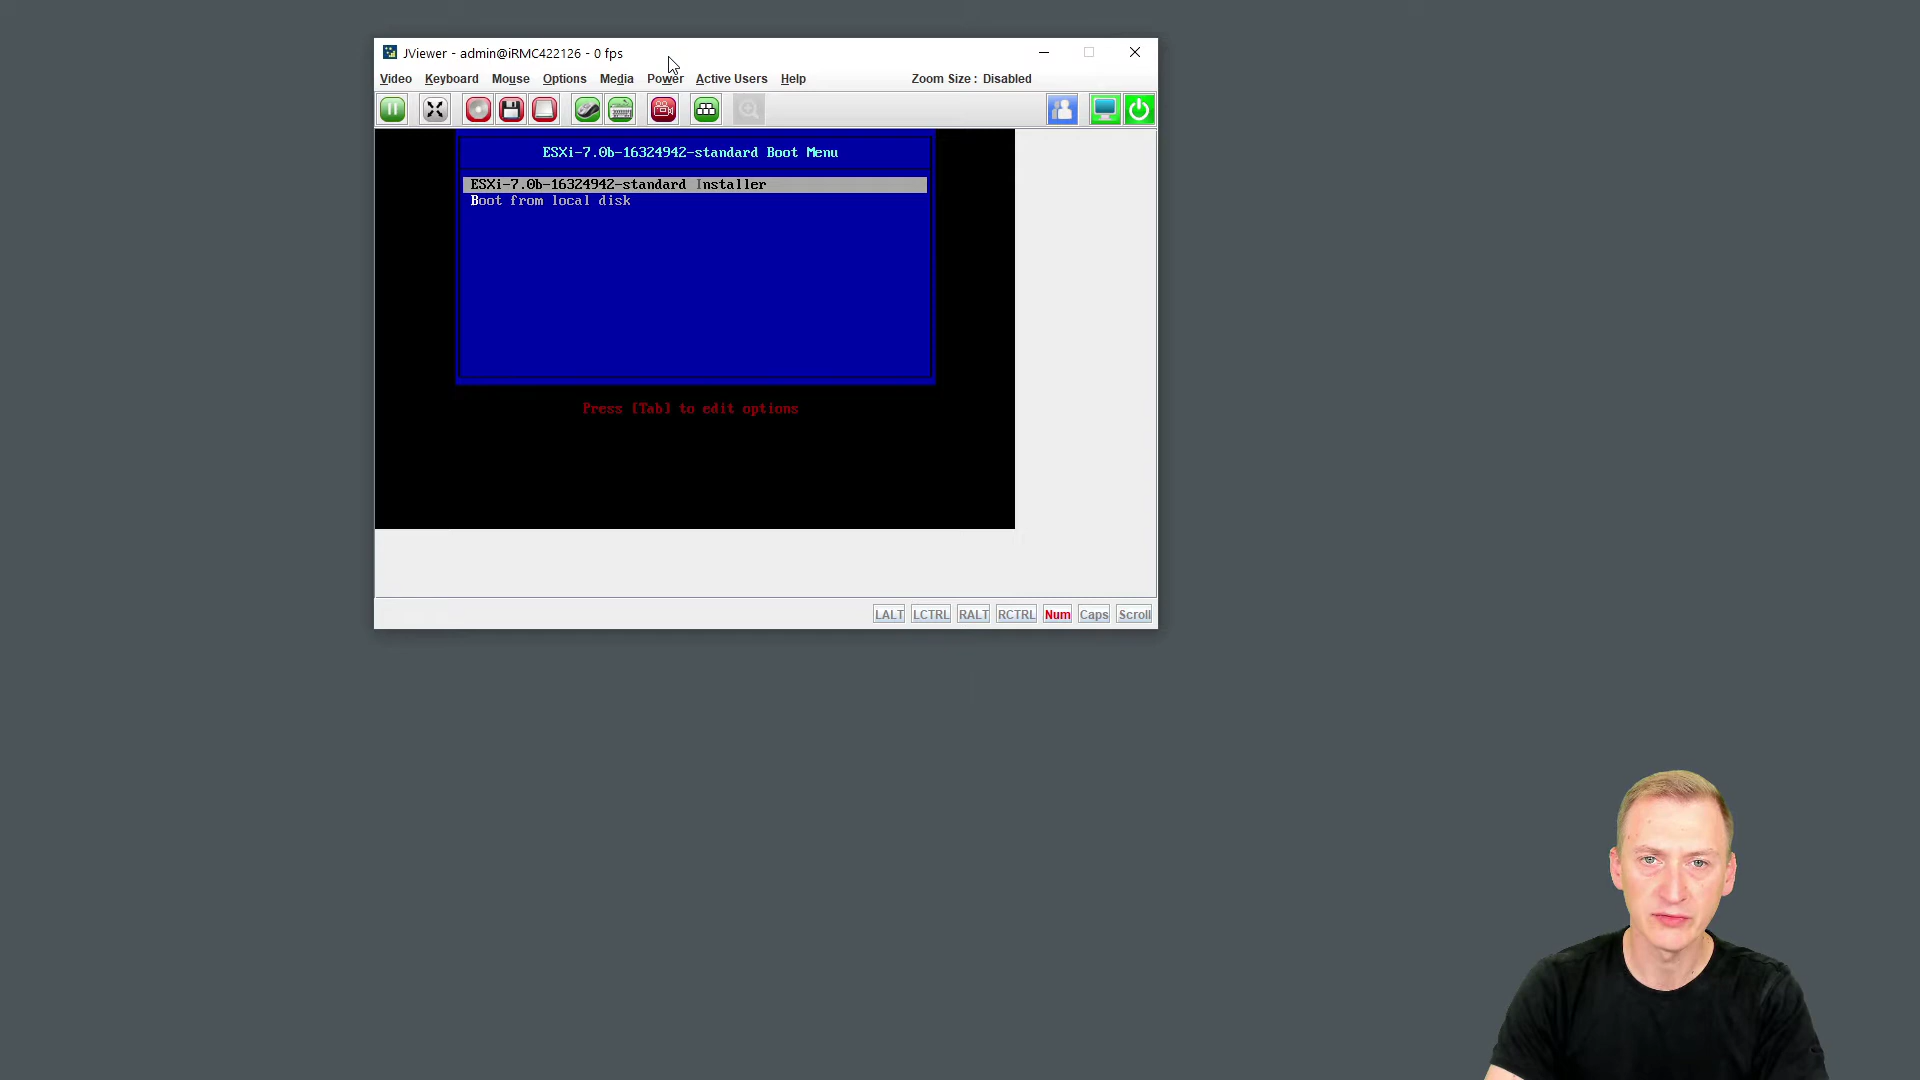 JViewer - admin@iRMC422126 - 0 fps
Video Keyboard Mouse Options Media Power Active Users Help Zoom Size : Disabled
ESXi-7.0b-16324942-standard Boot Menu
ESXi-7.0b-16324942-standard Installer
Boot from local disk
Press [Tab] to edit options
LALT LCTRL RALT RCTRL Num Caps Scroll